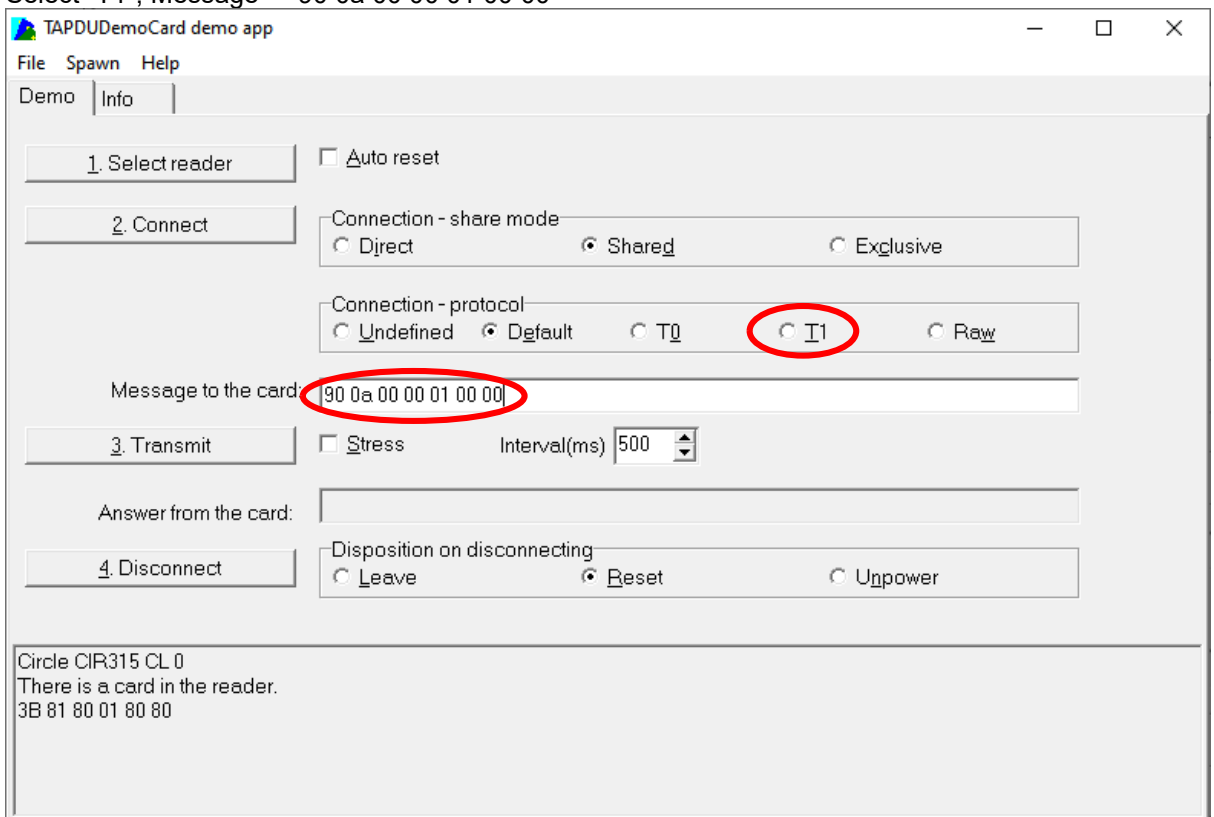 TAPDUDemoCard demo app
File Spawn Help
Demo Info
1. Select reader Auto reset
2. Connect
Connection - share mode
Direct Shared Exclusive
Connection - protocol
Undefined Default T0 T1 Raw
Message to the card: 90 0a 00 00 01 00 00
3. Transmit Stress Interval(ms) 500
Answer from the card:
4. Disconnect
Disposition on disconnecting
Leave Reset Unpower
Circle CIR315 CL 0
There is a card in the reader.
3B 81 80 01 80 80